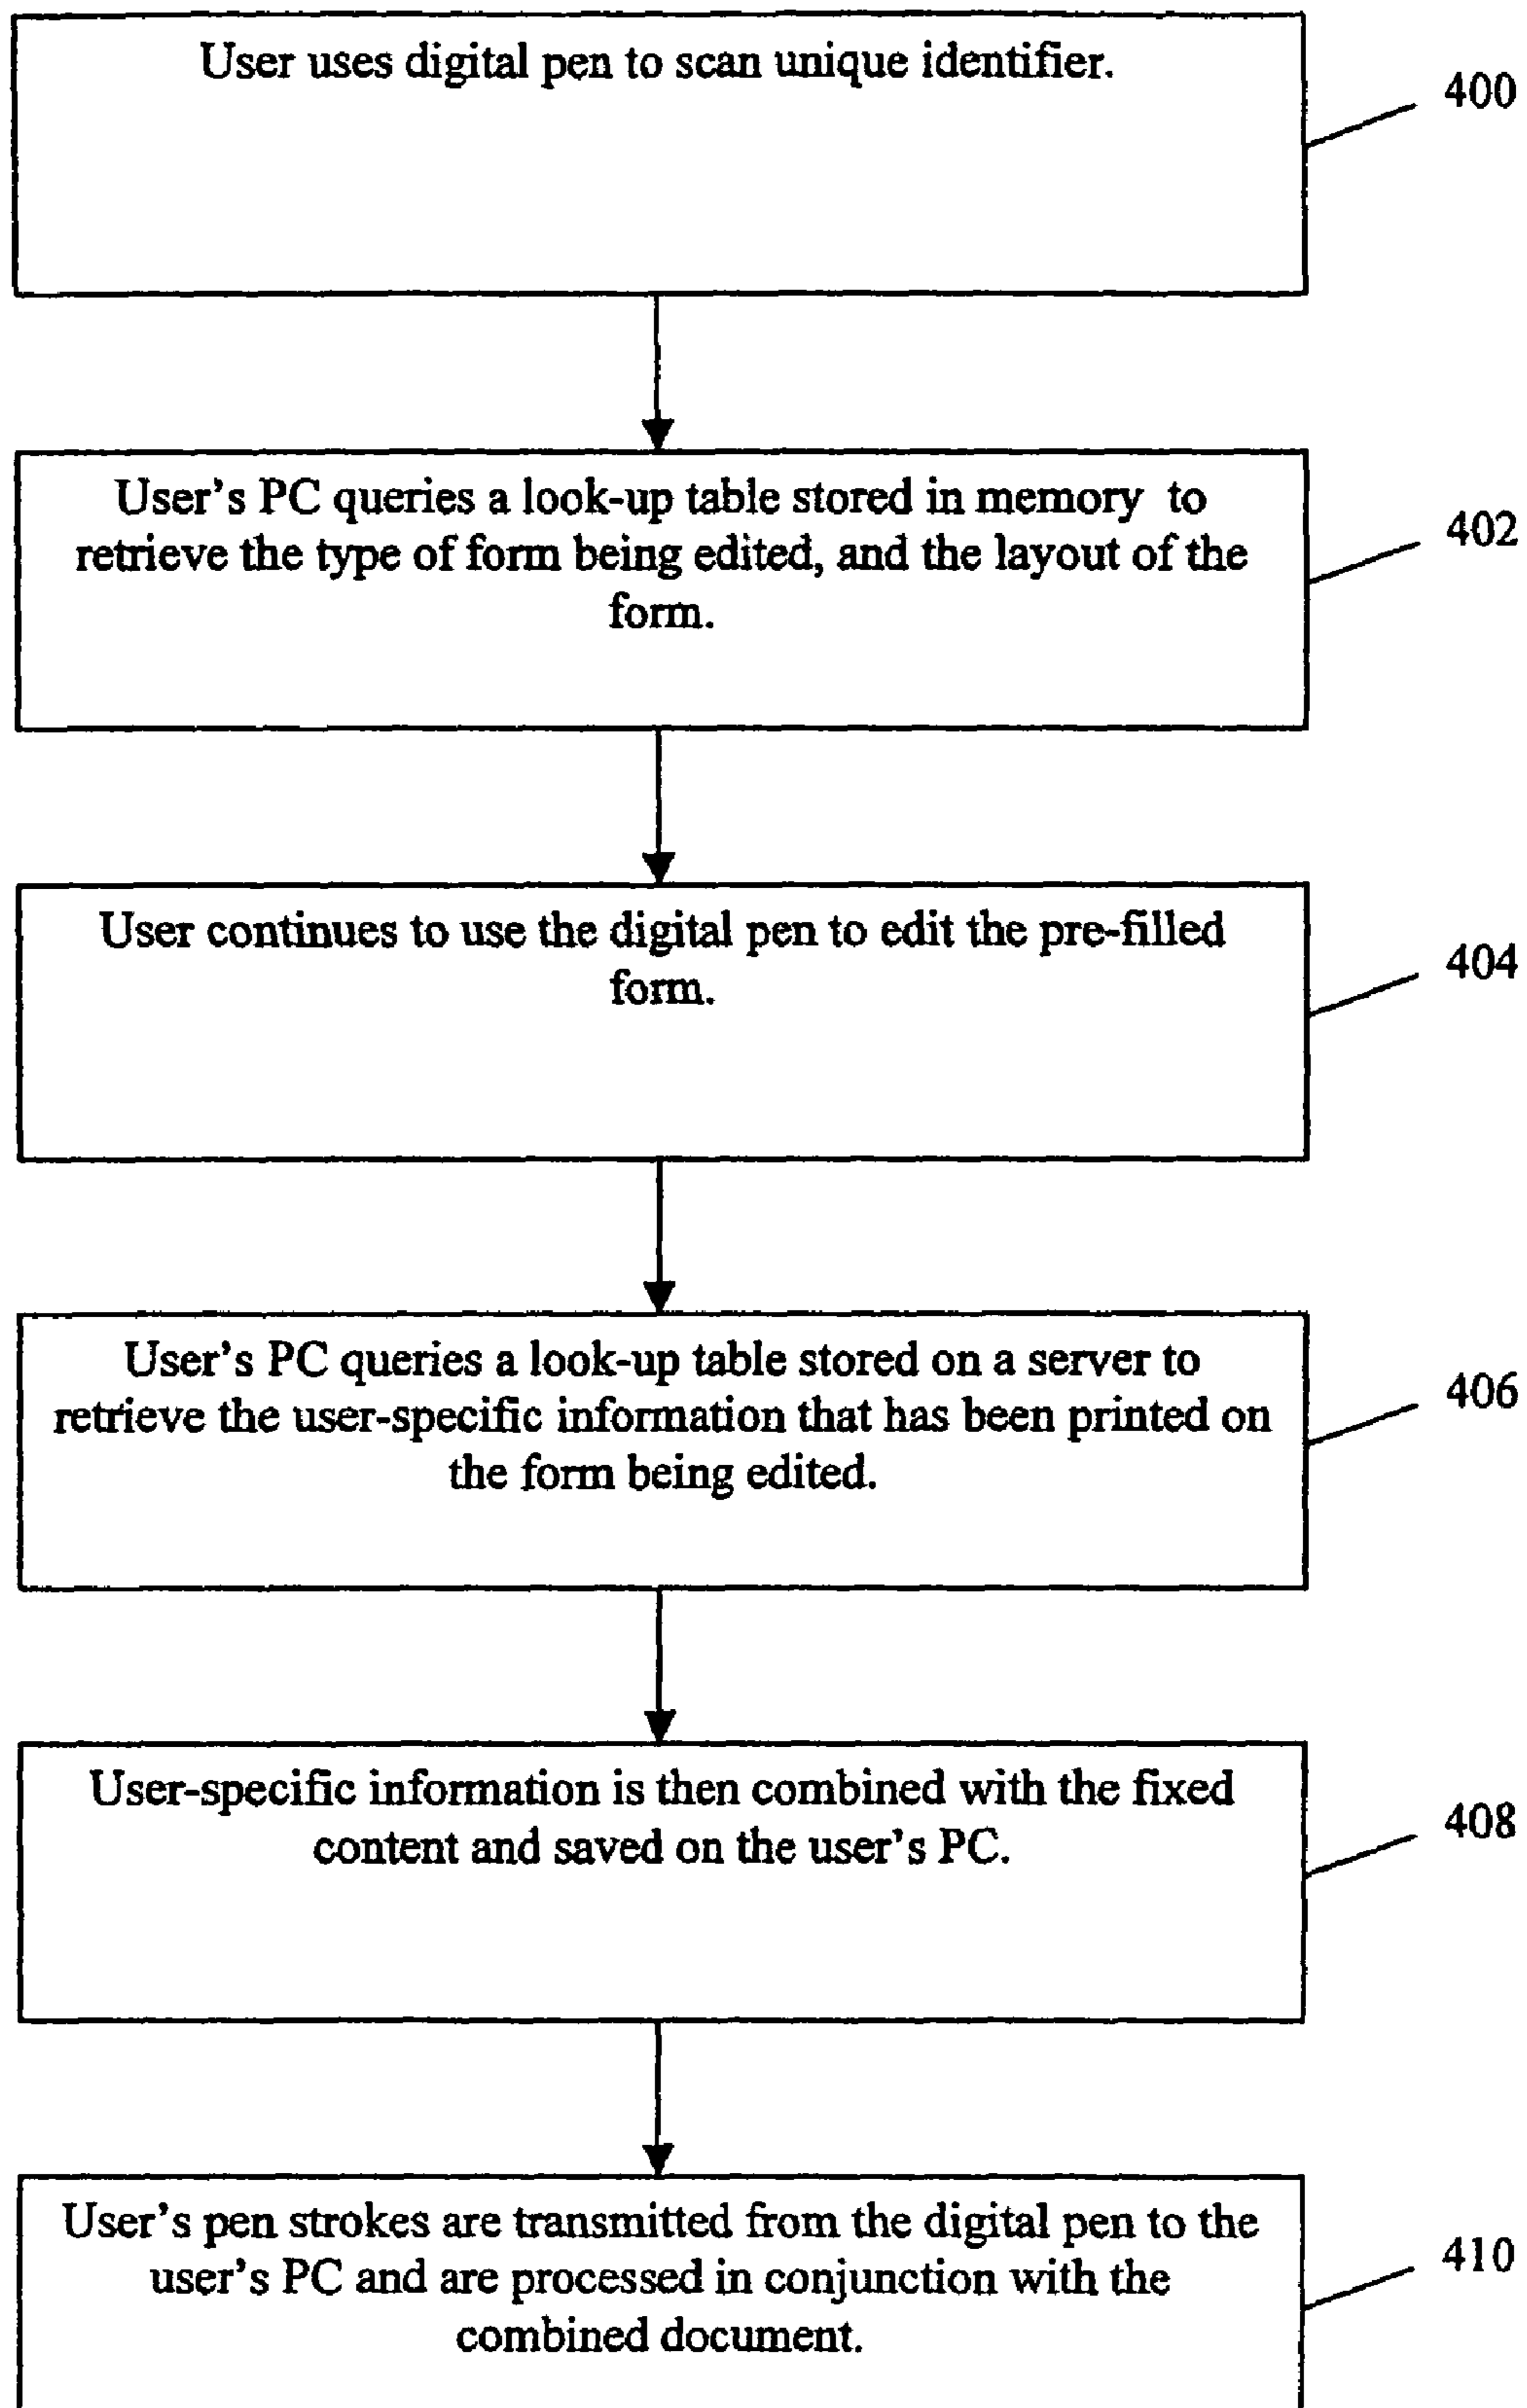 User uses digital pen to scan unique identifier.
400
User's PC queries a look-up table stored in memory to
retrieve the type of form being edited, and the layout of the
form.
402
User continues to use the digital pen to edit the pre-filled
form.
404
User's PC queries a look-up table stored on a server to
retrieve the user-specific information that has been printed on
the form being edited.
406
User-specific information is then combined with the fixed
content and saved on the user's PC.
408
User's pen strokes are transmitted from the digital pen to the
user's PC and are processed in conjunction with the
combined document.
410